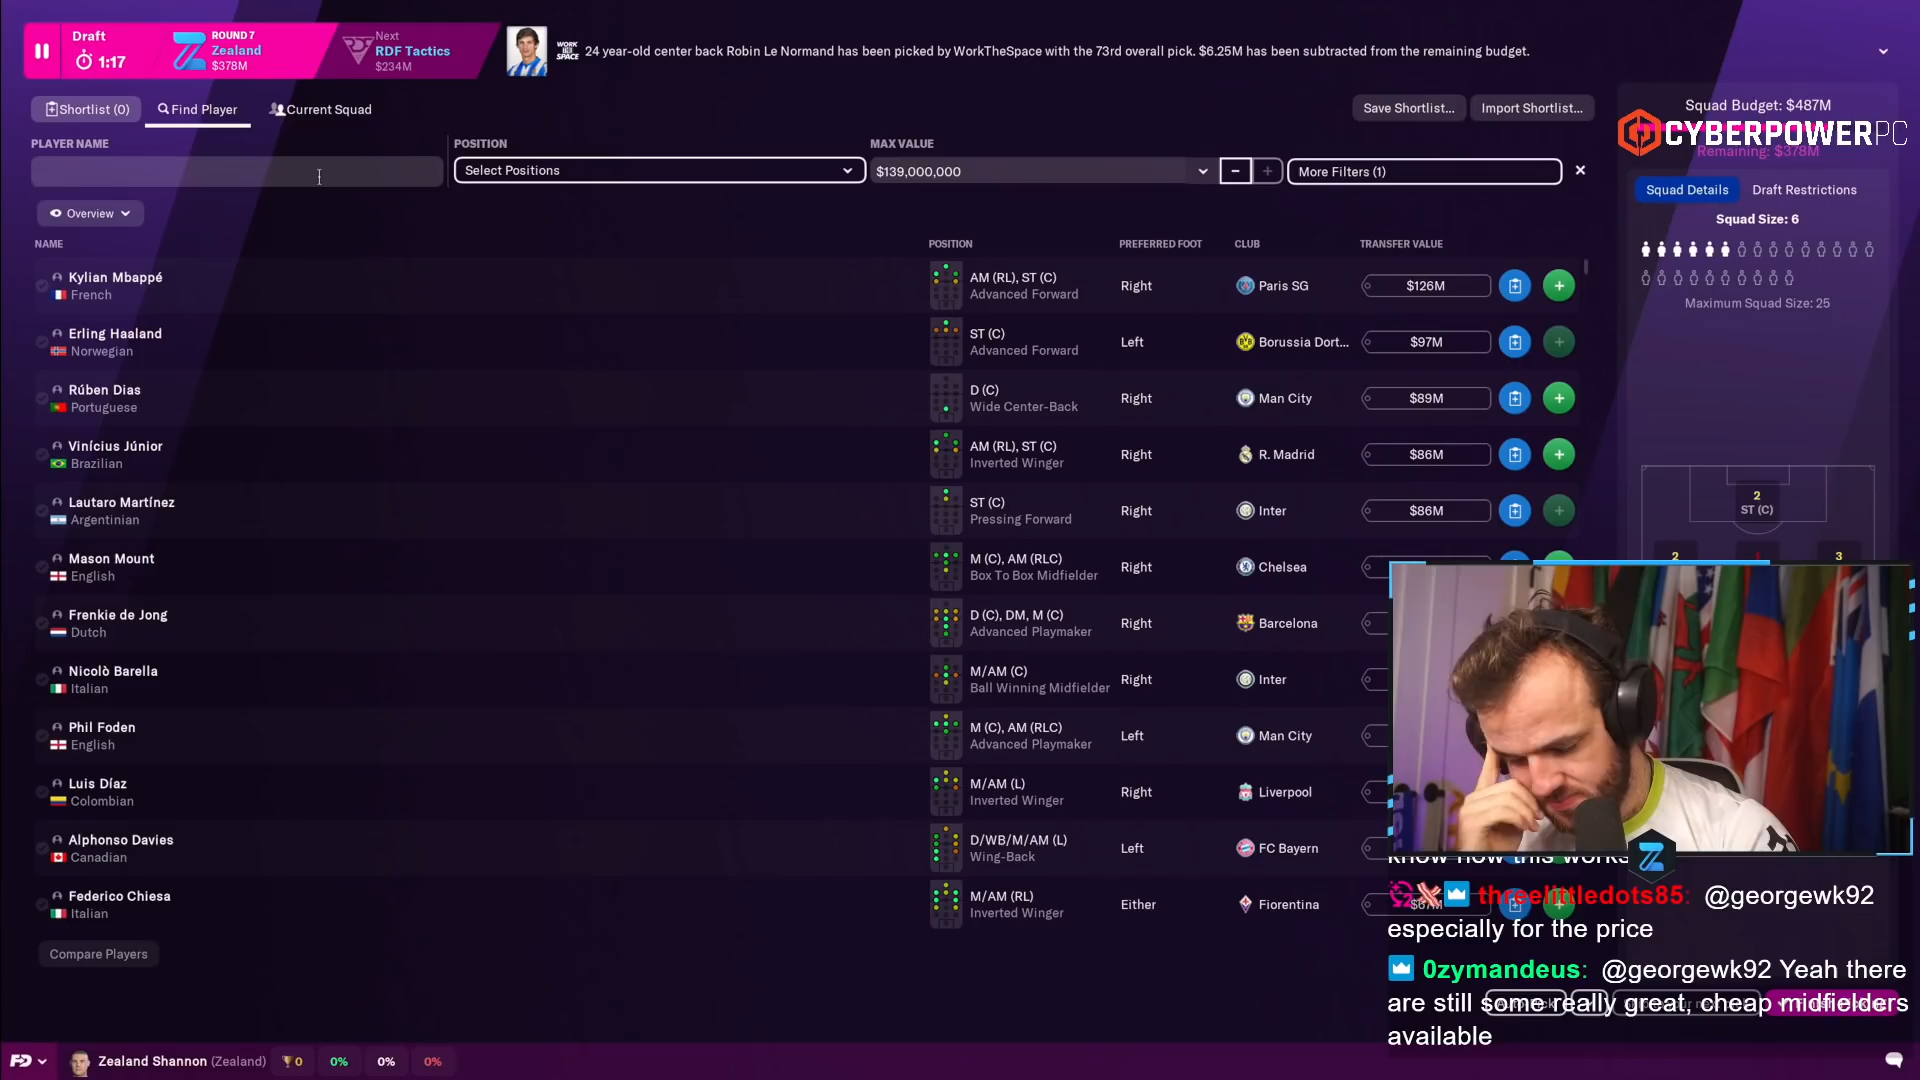 Draft
1:17
ROUND 7
Zealand
$378M
Next
RDF Tactics
$234M
WORK THE SPACE
24 year-old center back Robin Le Normand has been picked by WorkTheSpace with the 73rd overall pick. $6.25M has been subtracted from the remaining budget.
Shortlist (0)
Find Player
Current Squad
Save Shortlist...
Import Shortlist...
Squad Budget: $487M
CYBERPOWERPC
Remaining: $378M
PLAYER NAME
POSITION
MAX VALUE
Select Positions
$139,000,000
More Filters (1)
Squad Details
Draft Restrictions
Squad Size: 6
Maximum Squad Size: 25
Overview
NAME
POSITION
PREFERRED FOOT
CLUB
TRANSFER VALUE
Kylian Mbappé
French
AM (RL), ST (C)
Advanced Forward
Right
Paris SG
$126M
Erling Haaland
Norwegian
ST (C)
Advanced Forward
Left
Borussia Dort...
$97M
Rúben Dias
Portuguese
D (C)
Wide Center-Back
Right
Man City
$89M
Vinícius Júnior
Brazilian
AM (RL), ST (C)
Inverted Winger
Right
R. Madrid
$86M
Lautaro Martínez
Argentinian
ST (C)
Pressing Forward
Right
Inter
$86M
Mason Mount
English
M (C), AM (RLC)
Box To Box Midfielder
Right
Chelsea
Frenkie de Jong
Dutch
D (C), DM, M (C)
Advanced Playmaker
Right
Barcelona
Nicolò Barella
Italian
M/AM (C)
Ball Winning Midfielder
Right
Inter
Phil Foden
English
M (C), AM (RLC)
Advanced Playmaker
Left
Man City
Luis Díaz
Colombian
M/AM (L)
Inverted Winger
Right
Liverpool
Alphonso Davies
Canadian
D/WB/M/AM (L)
Wing-Back
Left
FC Bayern
Federico Chiesa
Italian
M/AM (RL)
Inverted Winger
Either
Fiorentina
2
ST (C)
2
1
3
know how this works
threelittledots85: @georgewk92
especially for the price
0zymandeus: @georgewk92 Yeah there
are still some really great, cheap midfielders
available
Compare Players
FD
Zealand Shannon (Zealand)
0
0%
0%
0%